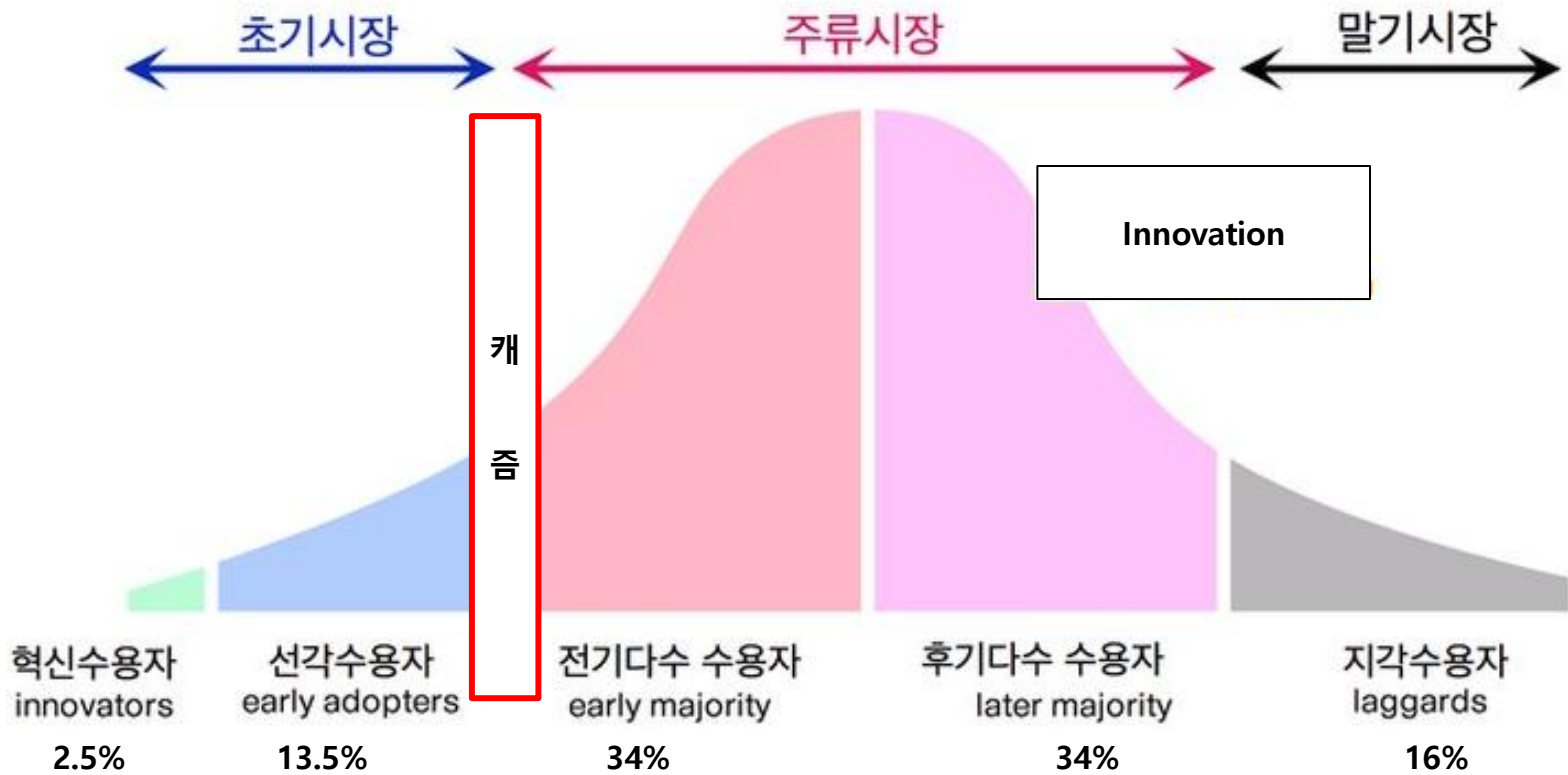 초기시장
주류시장
말기시장
Innovation
캐
즘
혁신수용자
innovators
2.5%
선각수용자
early adopters
13.5%
전기다수 수용자
early majority
34%
후기다수 수용자
later majority
34%
지각수용자
laggards
16%